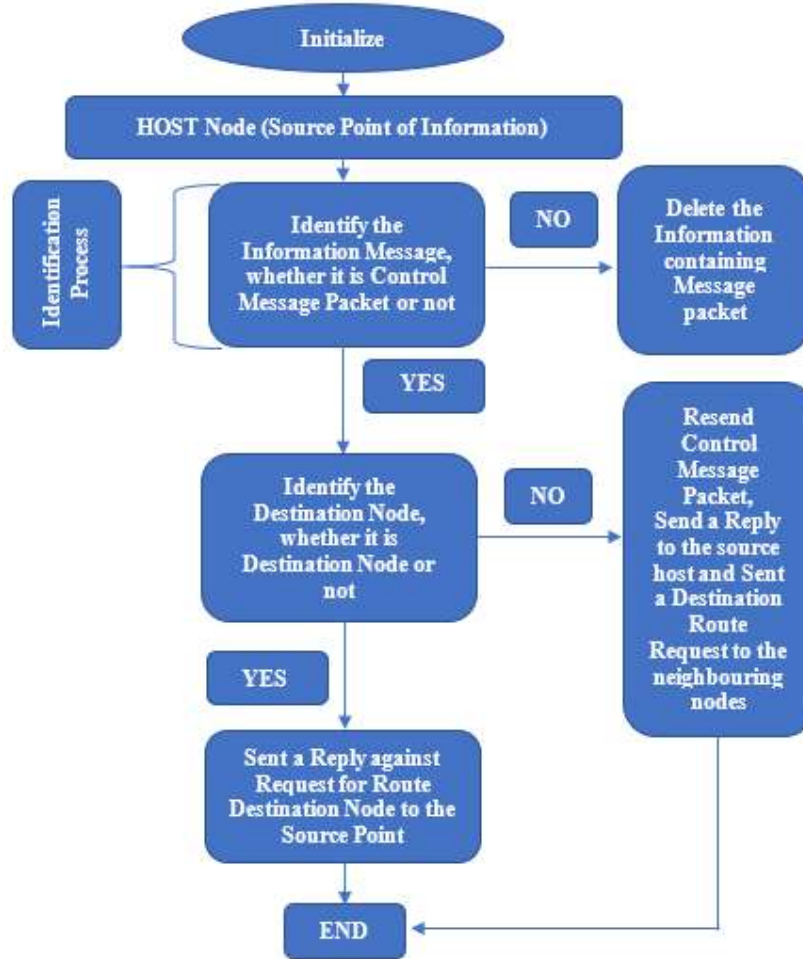 Initialize
HOST Node (Source Point of Information)
Identification
Process
Identify the
Information Message,
whether it is Control
Message Packet or not
NO
Delete the
Information
containing
Message
packet
YES
Identify the
Destination Node,
whether it is
Destination Node or
not
NO
Resend
Control
Message
Packet,
Send a Reply
to the source
host and Sent
a Destination
Route
Request to the
neighbouring
nodes
YES
Sent a Reply against
Request for Route
Destination Node to the
Source Point
END